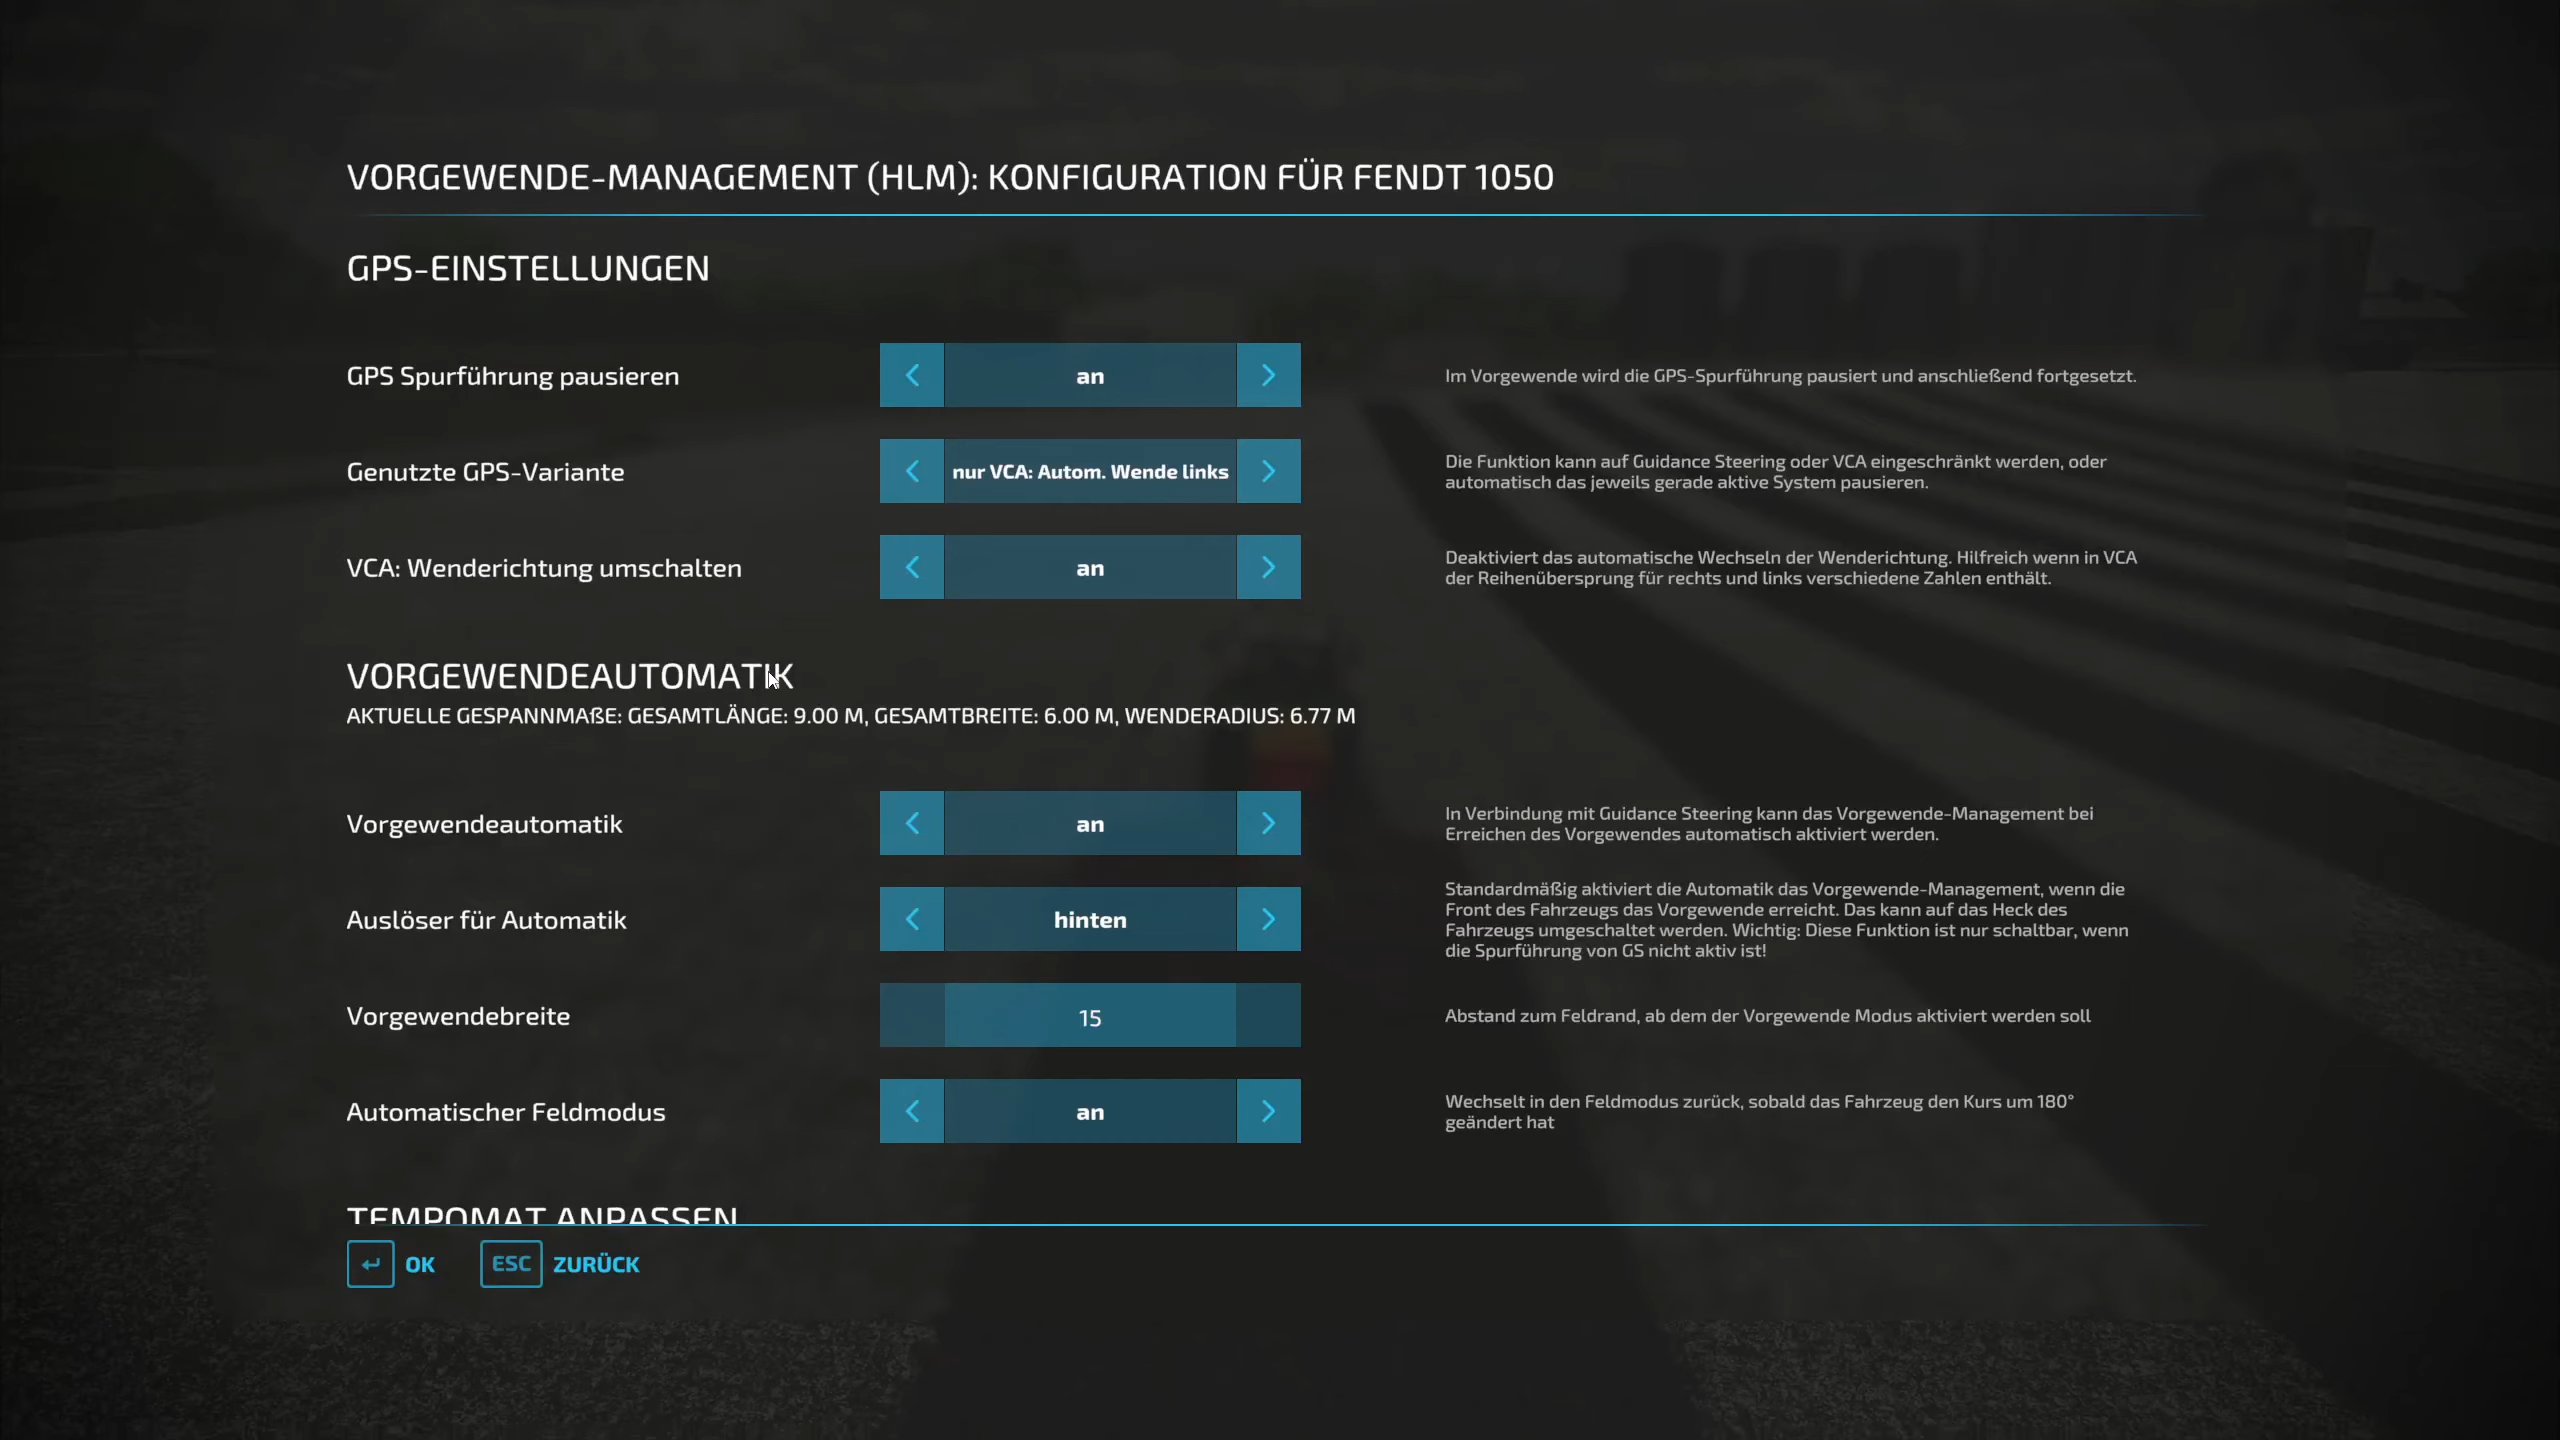 VORGEWENDE-MANAGEMENT (HLM): KONFIGURATION FÜR FENDT 1050
GPS-EINSTELLUNGEN
GPS Spurführung pausieren
an
Im Vorgewende wird die GPS-Spurführung pausiert und anschließend fortgesetzt.
Genutzte GPS-Variante
nur VCA: Autom. Wende links
Die Funktion kann auf Guidance Steering oder VCA eingeschränkt werden, oder
automatisch das jeweils gerade aktive System pausieren.
VCA: Wenderichtung umschalten
an
Deaktiviert das automatische Wechseln der Wenderichtung. Hilfreich wenn in VCA
der Reihenübersprung für rechts und links verschiedene Zahlen enthält.
VORGEWENDEAUTOMATIK
AKTUELLE GESPANNMAßE: GESAMTLÄNGE: 9.00 M, GESAMTBREITE: 6.00 M, WENDERADIUS: 6.77 M
Vorgewendeautomatik
an
In Verbindung mit Guidance Steering kann das Vorgewende-Management bei
Erreichen des Vorgewendes automatisch aktiviert werden.
Auslöser für Automatik
hinten
Standardmäßig aktiviert die Automatik das Vorgewende-Management, wenn die
Front des Fahrzeugs das Vorgewende erreicht. Das kann auf das Heck des
Fahrzeugs umgeschaltet werden. Wichtig: Diese Funktion ist nur schaltbar, wenn
die Spurführung von GS nicht aktiv ist!
Vorgewendebreite
15
Abstand zum Feldrand, ab dem der Vorgewende Modus aktiviert werden soll
Automatischer Feldmodus
an
Wechselt in den Feldmodus zurück, sobald das Fahrzeug den Kurs um 180°
geändert hat
TEMPOMAT ANPASSEN
OK
ESC ZURÜCK